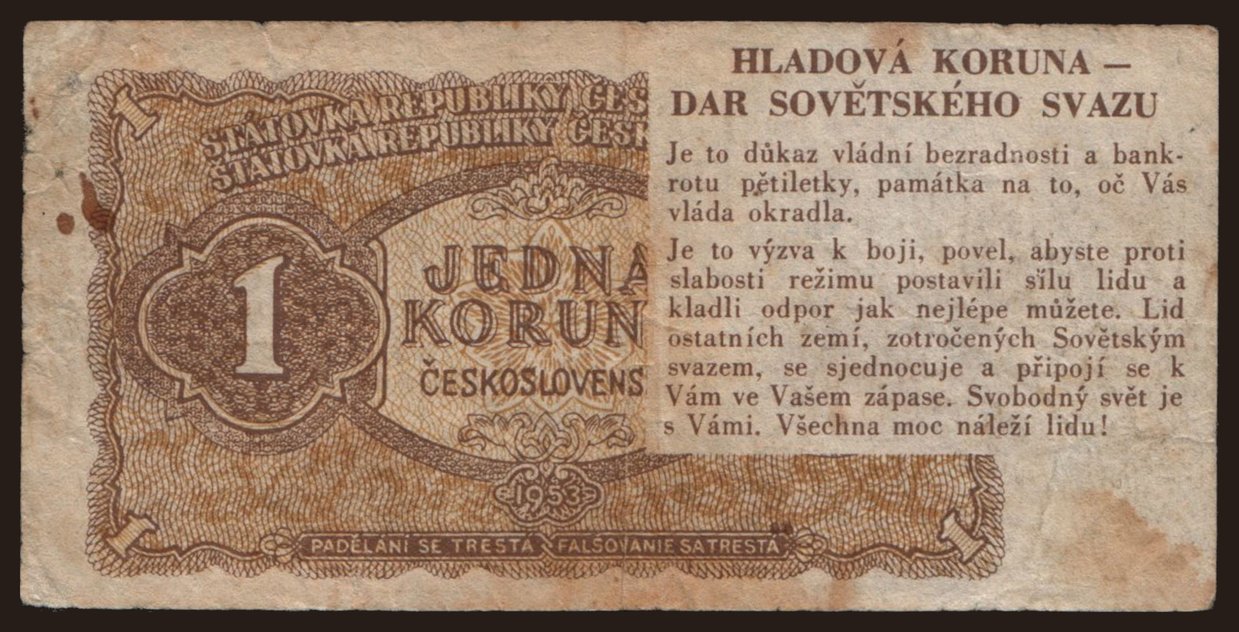 HLADOVÁ KORUNA –
DAR SOVĚTSKÉHO SVAZU
Je to důkaz vládní bezradnosti a bank-
rotu pětiletky, památka na to, oč Vás
vláda okradla.
Je to výzva k boji, povel, abyste proti
slabosti režimu postavili sílu lidu a
kladli odpor jak nejlépe můžete. Lid
ostatních zemí, zotročených Sovětským
svazem, se sjednocuje a připojí se k
Vám ve Vašem zápase. Svobodný svět je
s Vámi. Všechna moc náleží lidu!
1
1
STÁTOVKA REPUBLIKY ČES
STÁTOVKA REPUBLIKY ČESK
JEDNA
KORUN
ČESKOSLOVENS
1953
1
1
PADĚLÁNÍ SE TRESTÁ FALŠOVANIE SA TRESTÁ